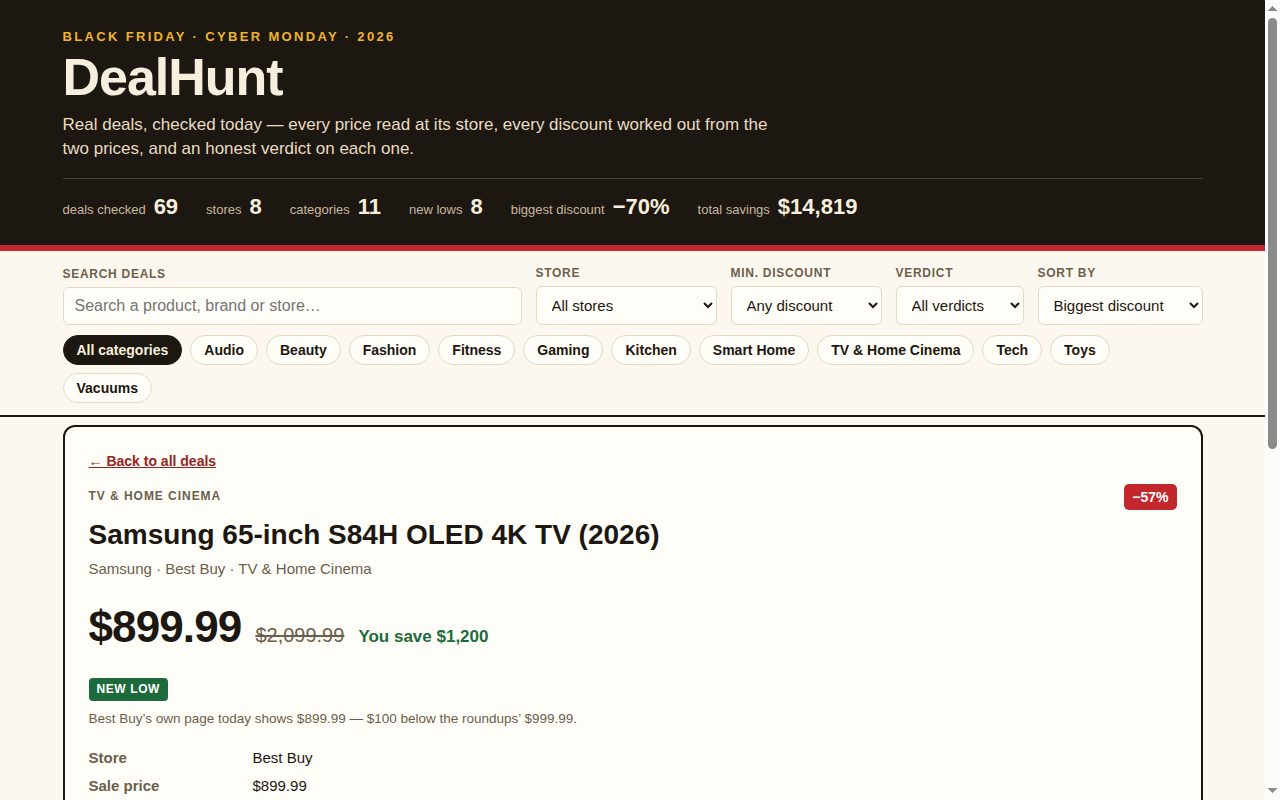 BLACK FRIDAY · CYBER MONDAY · 2026
DealHunt
Real deals, checked today — every price read at its store, every discount worked out from the
two prices, and an honest verdict on each one.
deals checked 69 stores 8 categories 11 new lows 8 biggest discount −70% total savings $14,819
SEARCH DEALS STORE MIN. DISCOUNT VERDICT SORT BY
Search a product, brand or store… All stores Any discount All verdicts Biggest discount
All categories Audio Beauty Fashion Fitness Gaming Kitchen Smart Home TV & Home Cinema Tech Toys
Vacuums
← Back to all deals
TV & HOME CINEMA −57%
Samsung 65-inch S84H OLED 4K TV (2026)
Samsung · Best Buy · TV & Home Cinema
$899.99 $2,099.99 You save $1,200
NEW LOW
Best Buy’s own page today shows $899.99 — $100 below the roundups’ $999.99.
Store Best Buy
Sale price $899.99